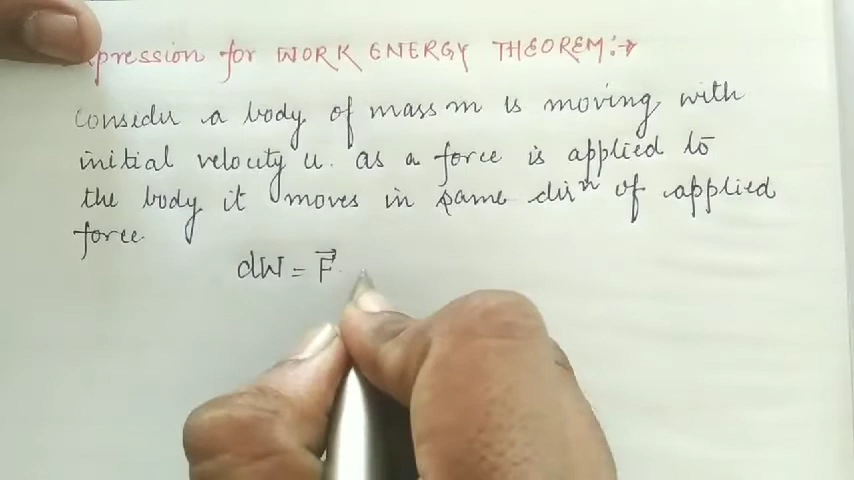 pression for WORK ENERGY THEOREM:→
Consider a body of mass m is moving with
initial velocity u. as a force is applied to
the body it moves in same dirⁿ of applied
force.
dW = F⃗ .